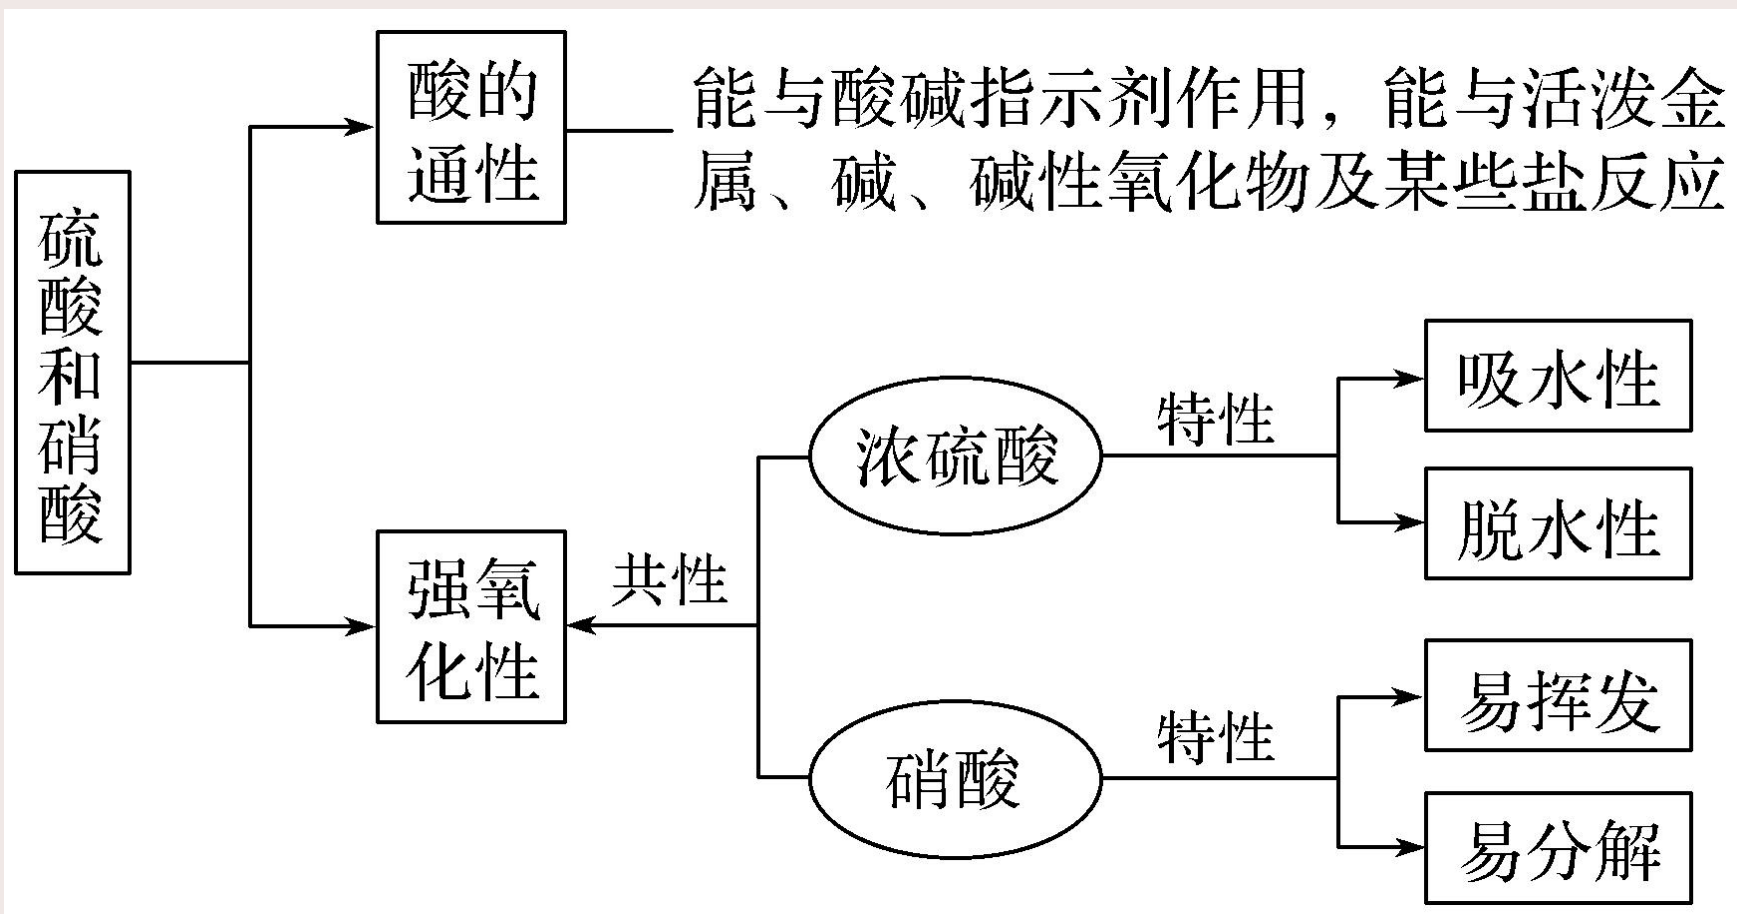 硫酸和硝酸
酸的
通性
能与酸碱指示剂作用，能与活泼金
属、碱、碱性氧化物及某些盐反应
强氧
化性
共性
浓硫酸
特性
吸水性
脱水性
硝酸
特性
易挥发
易分解